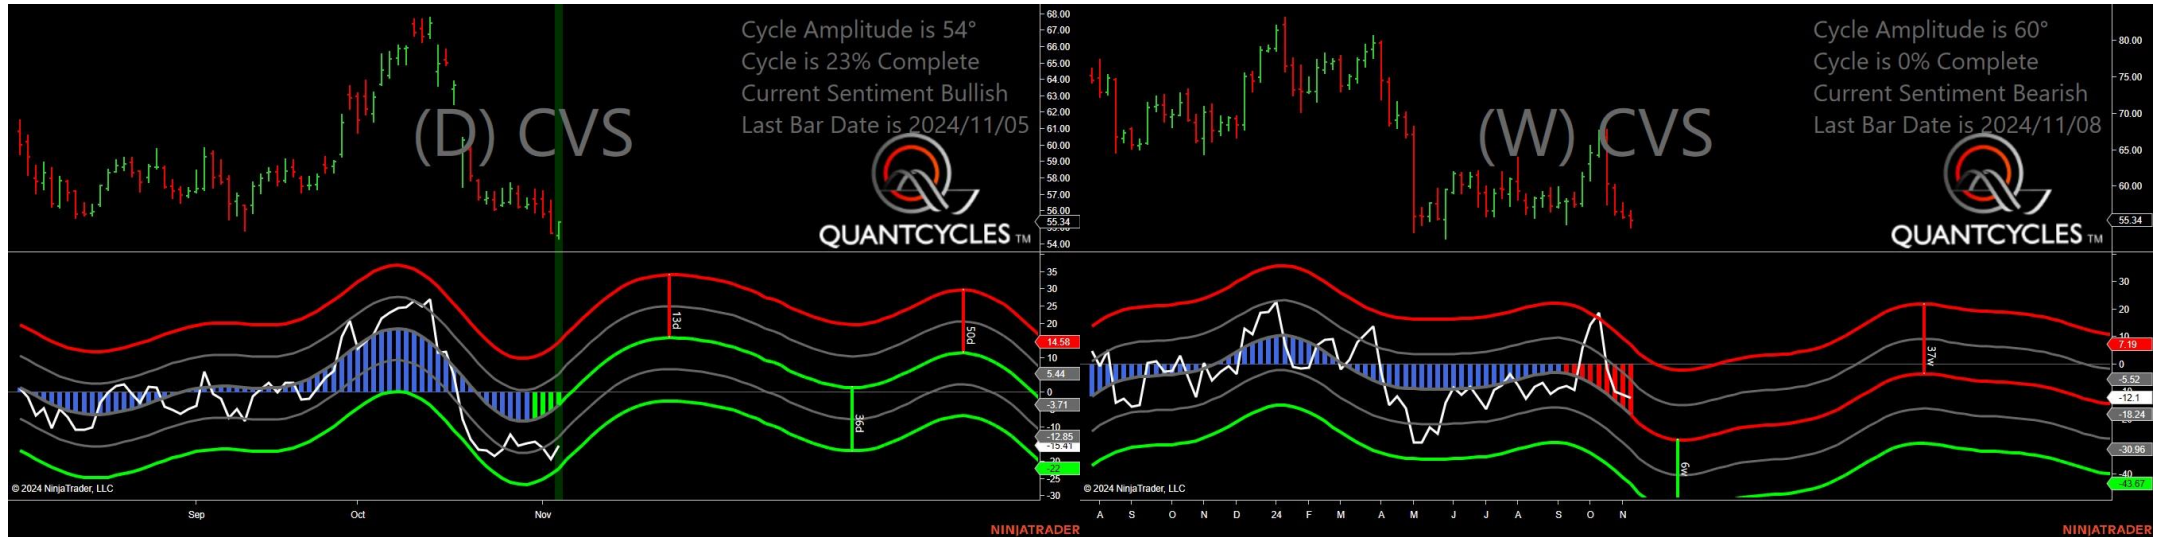 Cycle Amplitude is 54°
Cycle is 23% Complete
Current Sentiment Bullish
Last Bar Date is 2024/11/05
(D) CVS
QUANTCYCLES TM
68.00
67.00
66.00
65.00
64.00
63.00
62.00
61.00
60.00
59.00
58.00
57.00
56.00
55.34
54.00
13d
50d
36d
35
30
25
20
14.58
10
5.44
0
-3.71
-10
-12.85
-15.41
-22
-25
-30
© 2024 NinjaTrader, LLC
Sep
Oct
Nov
NINJATRADER
Cycle Amplitude is 60°
Cycle is 0% Complete
Current Sentiment Bearish
Last Bar Date is 2024/11/08
(W) CVS
QUANTCYCLES TM
80.00
75.00
70.00
65.00
60.00
55.34
37w
6w
30
20
10
7.19
0
-5.52
-12.1
-18.24
-30.96
-40
-43.67
© 2024 NinjaTrader, LLC
A S O N D 24 F M A M J J A S O N
NINJATRADER